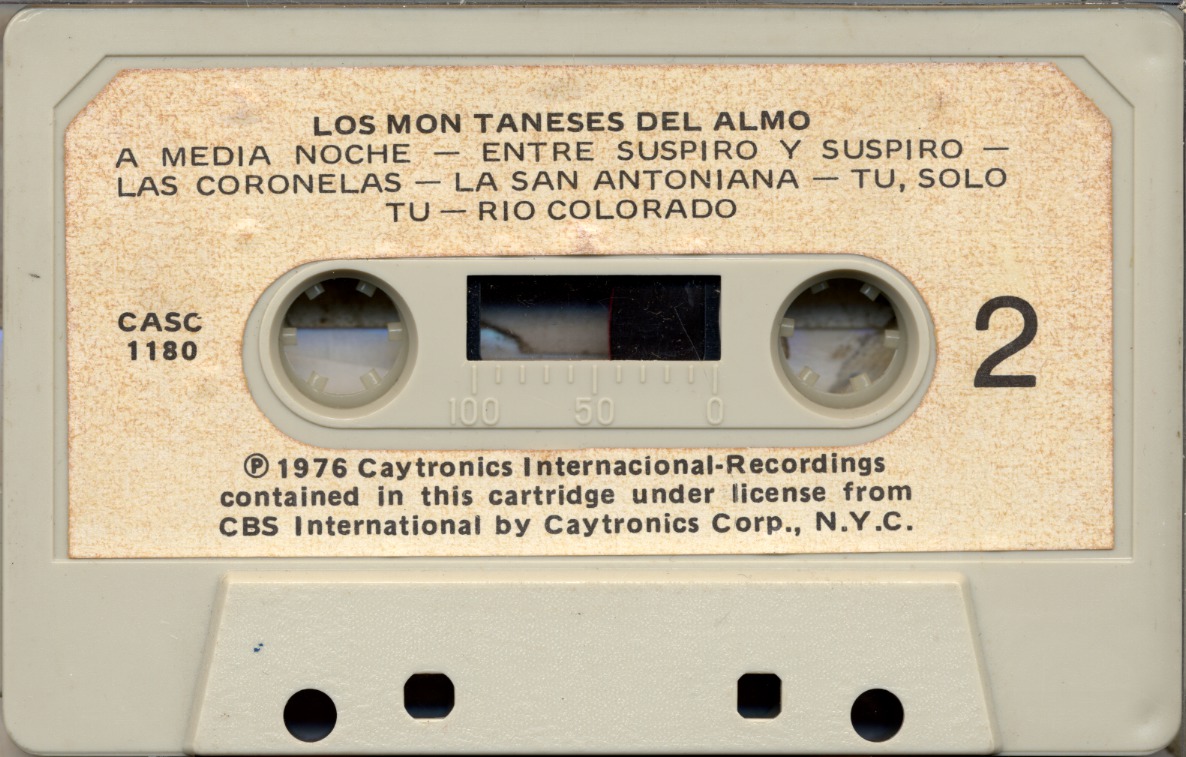 LOS MON TANESES DEL ALMO
A MEDIA NOCHE — ENTRE SUSPIRO Y SUSPIRO —
LAS CORONELAS — LA SAN ANTONIANA — TU, SOLO
TU — RIO COLORADO
CASC
1180
2
100 50 0
℗ 1976 Caytronics Internacional-Recordings
contained in this cartridge under license from
CBS International by Caytronics Corp., N.Y.C.